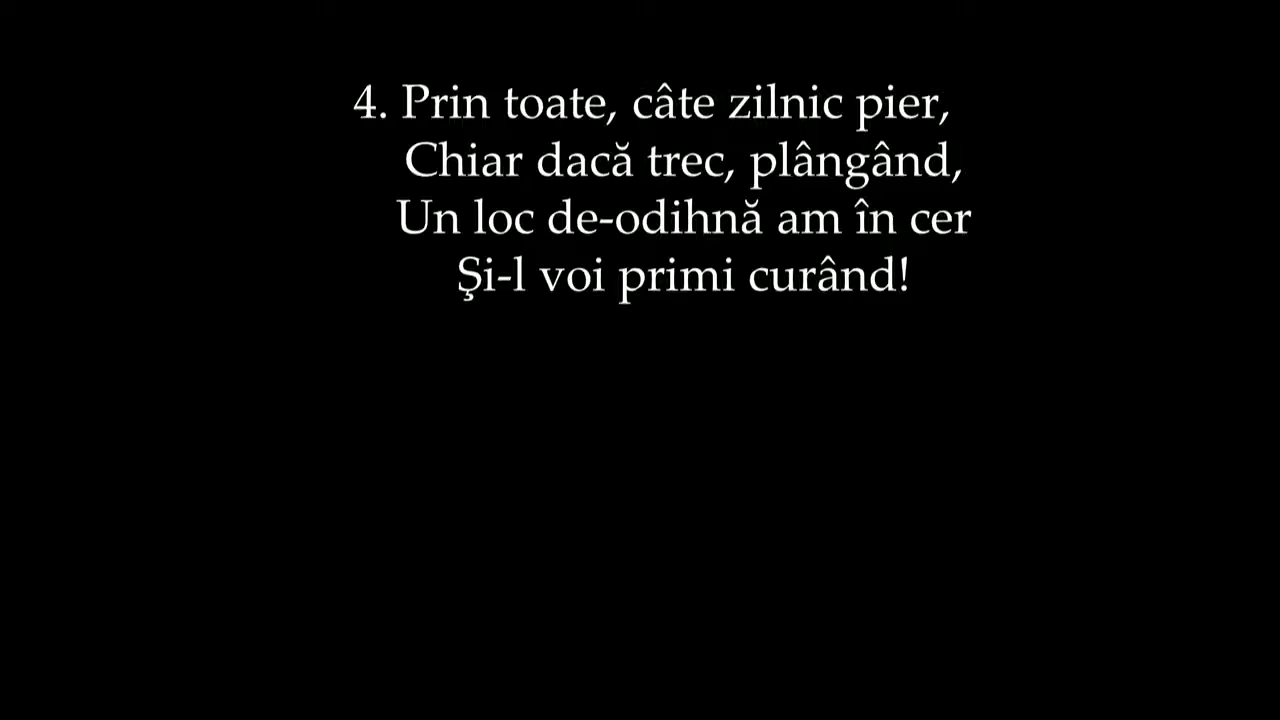 4. Prin toate, câte zilnic pier,
Chiar dacă trec, plângând,
Un loc de-odihnă am în cer
Şi-l voi primi curând!